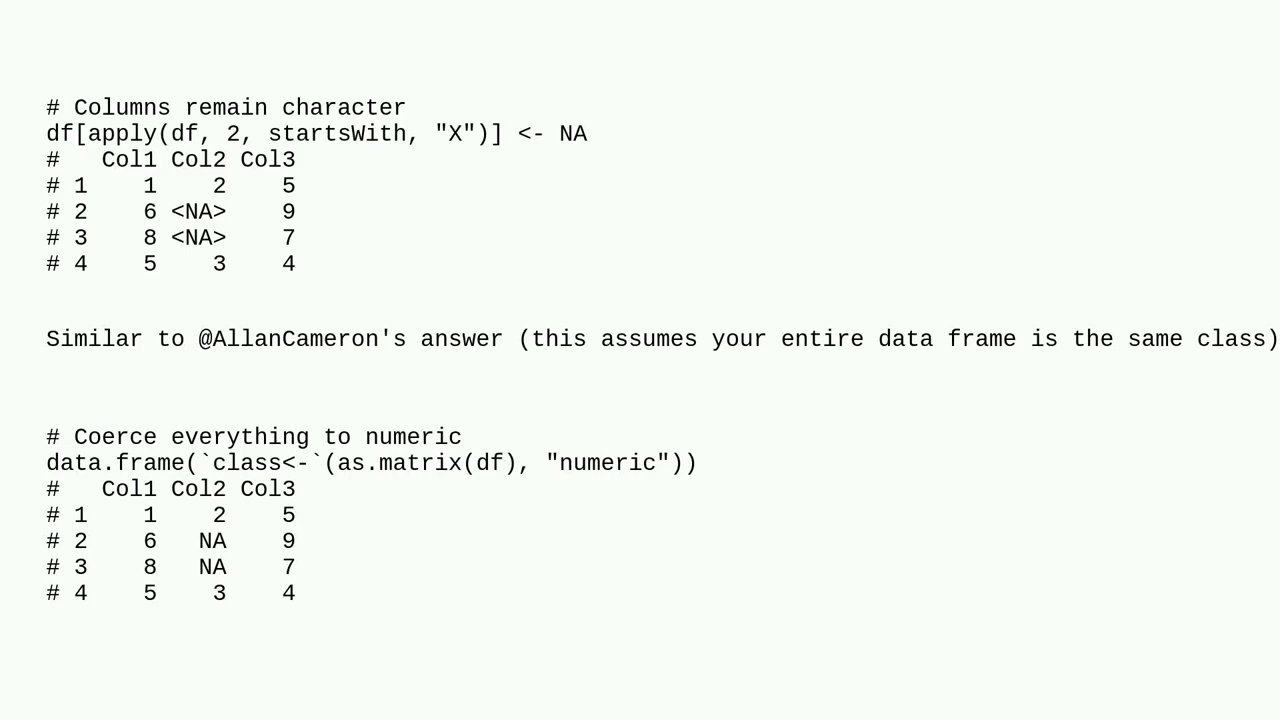 # Columns remain character
df[apply(df, 2, startsWith, "X")] <- NA
#   Col1 Col2 Col3
# 1    1    2    5
# 2    6 <NA>    9
# 3    8 <NA>    7
# 4    5    3    4
Similar to @AllanCameron's answer (this assumes your entire data frame is the same class)
# Coerce everything to numeric
data.frame(`class<-`(as.matrix(df), "numeric"))
#   Col1 Col2 Col3
# 1    1    2    5
# 2    6   NA    9
# 3    8   NA    7
# 4    5    3    4